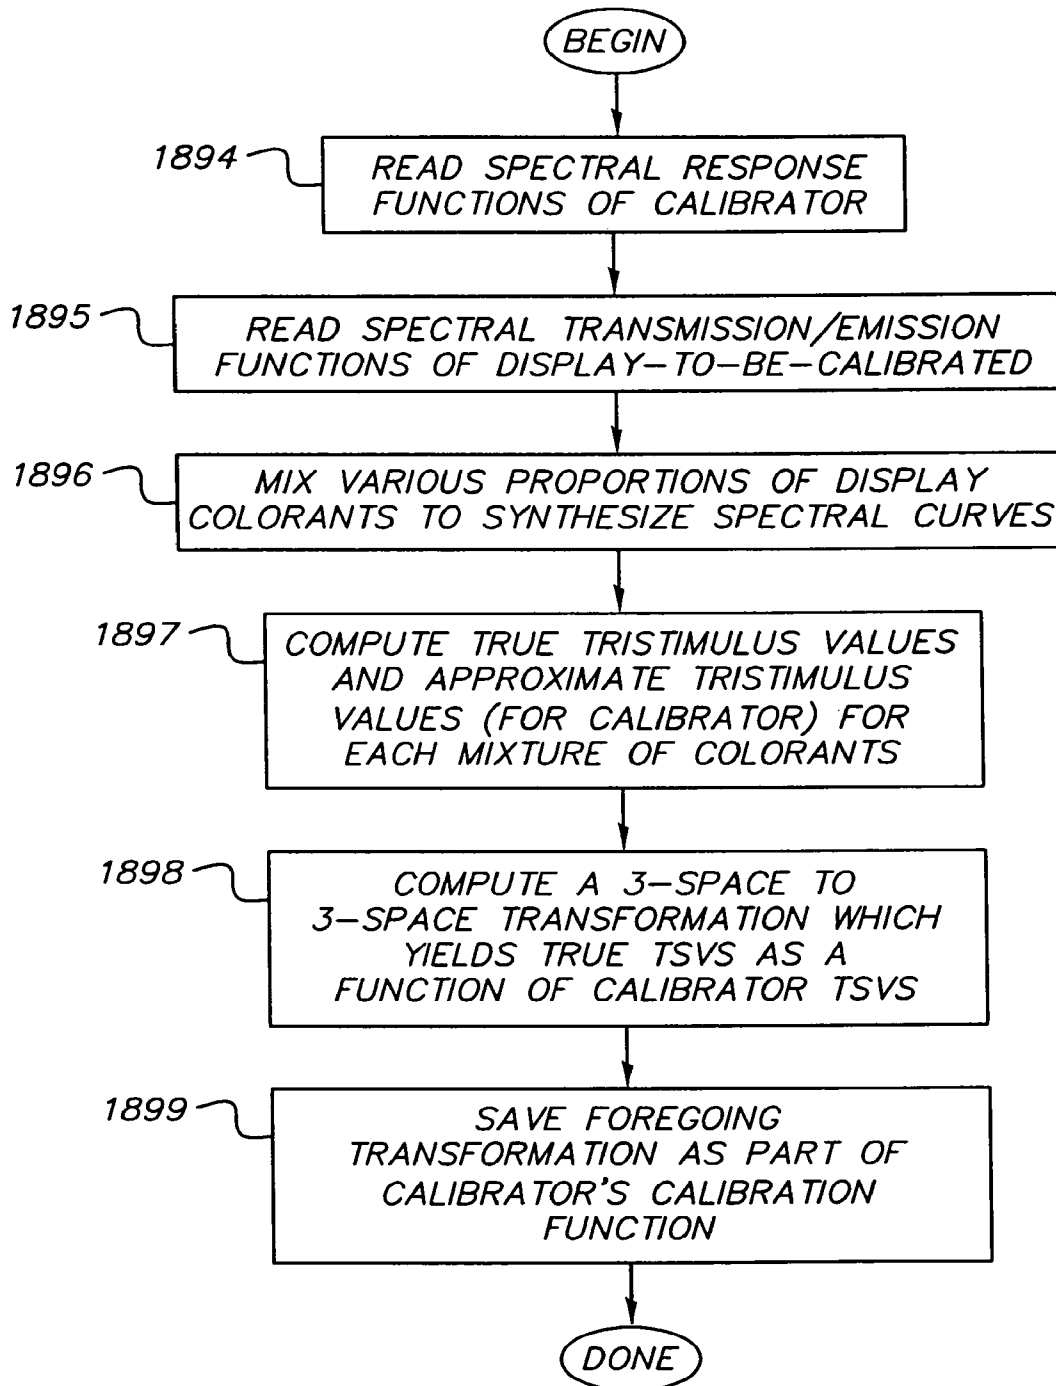 BEGIN
1894
READ SPECTRAL RESPONSE
FUNCTIONS OF CALIBRATOR
1895
READ SPECTRAL TRANSMISSION/EMISSION
FUNCTIONS OF DISPLAY-TO-BE-CALIBRATED
1896
MIX VARIOUS PROPORTIONS OF DISPLAY
COLORANTS TO SYNTHESIZE SPECTRAL CURVES
1897
COMPUTE TRUE TRISTIMULUS VALUES
AND APPROXIMATE TRISTIMULUS
VALUES (FOR CALIBRATOR) FOR
EACH MIXTURE OF COLORANTS
1898
COMPUTE A 3-SPACE TO
3-SPACE TRANSFORMATION WHICH
YIELDS TRUE TSVS AS A
FUNCTION OF CALIBRATOR TSVS
1899
SAVE FOREGOING
TRANSFORMATION AS PART OF
CALIBRATOR'S CALIBRATION
FUNCTION
DONE